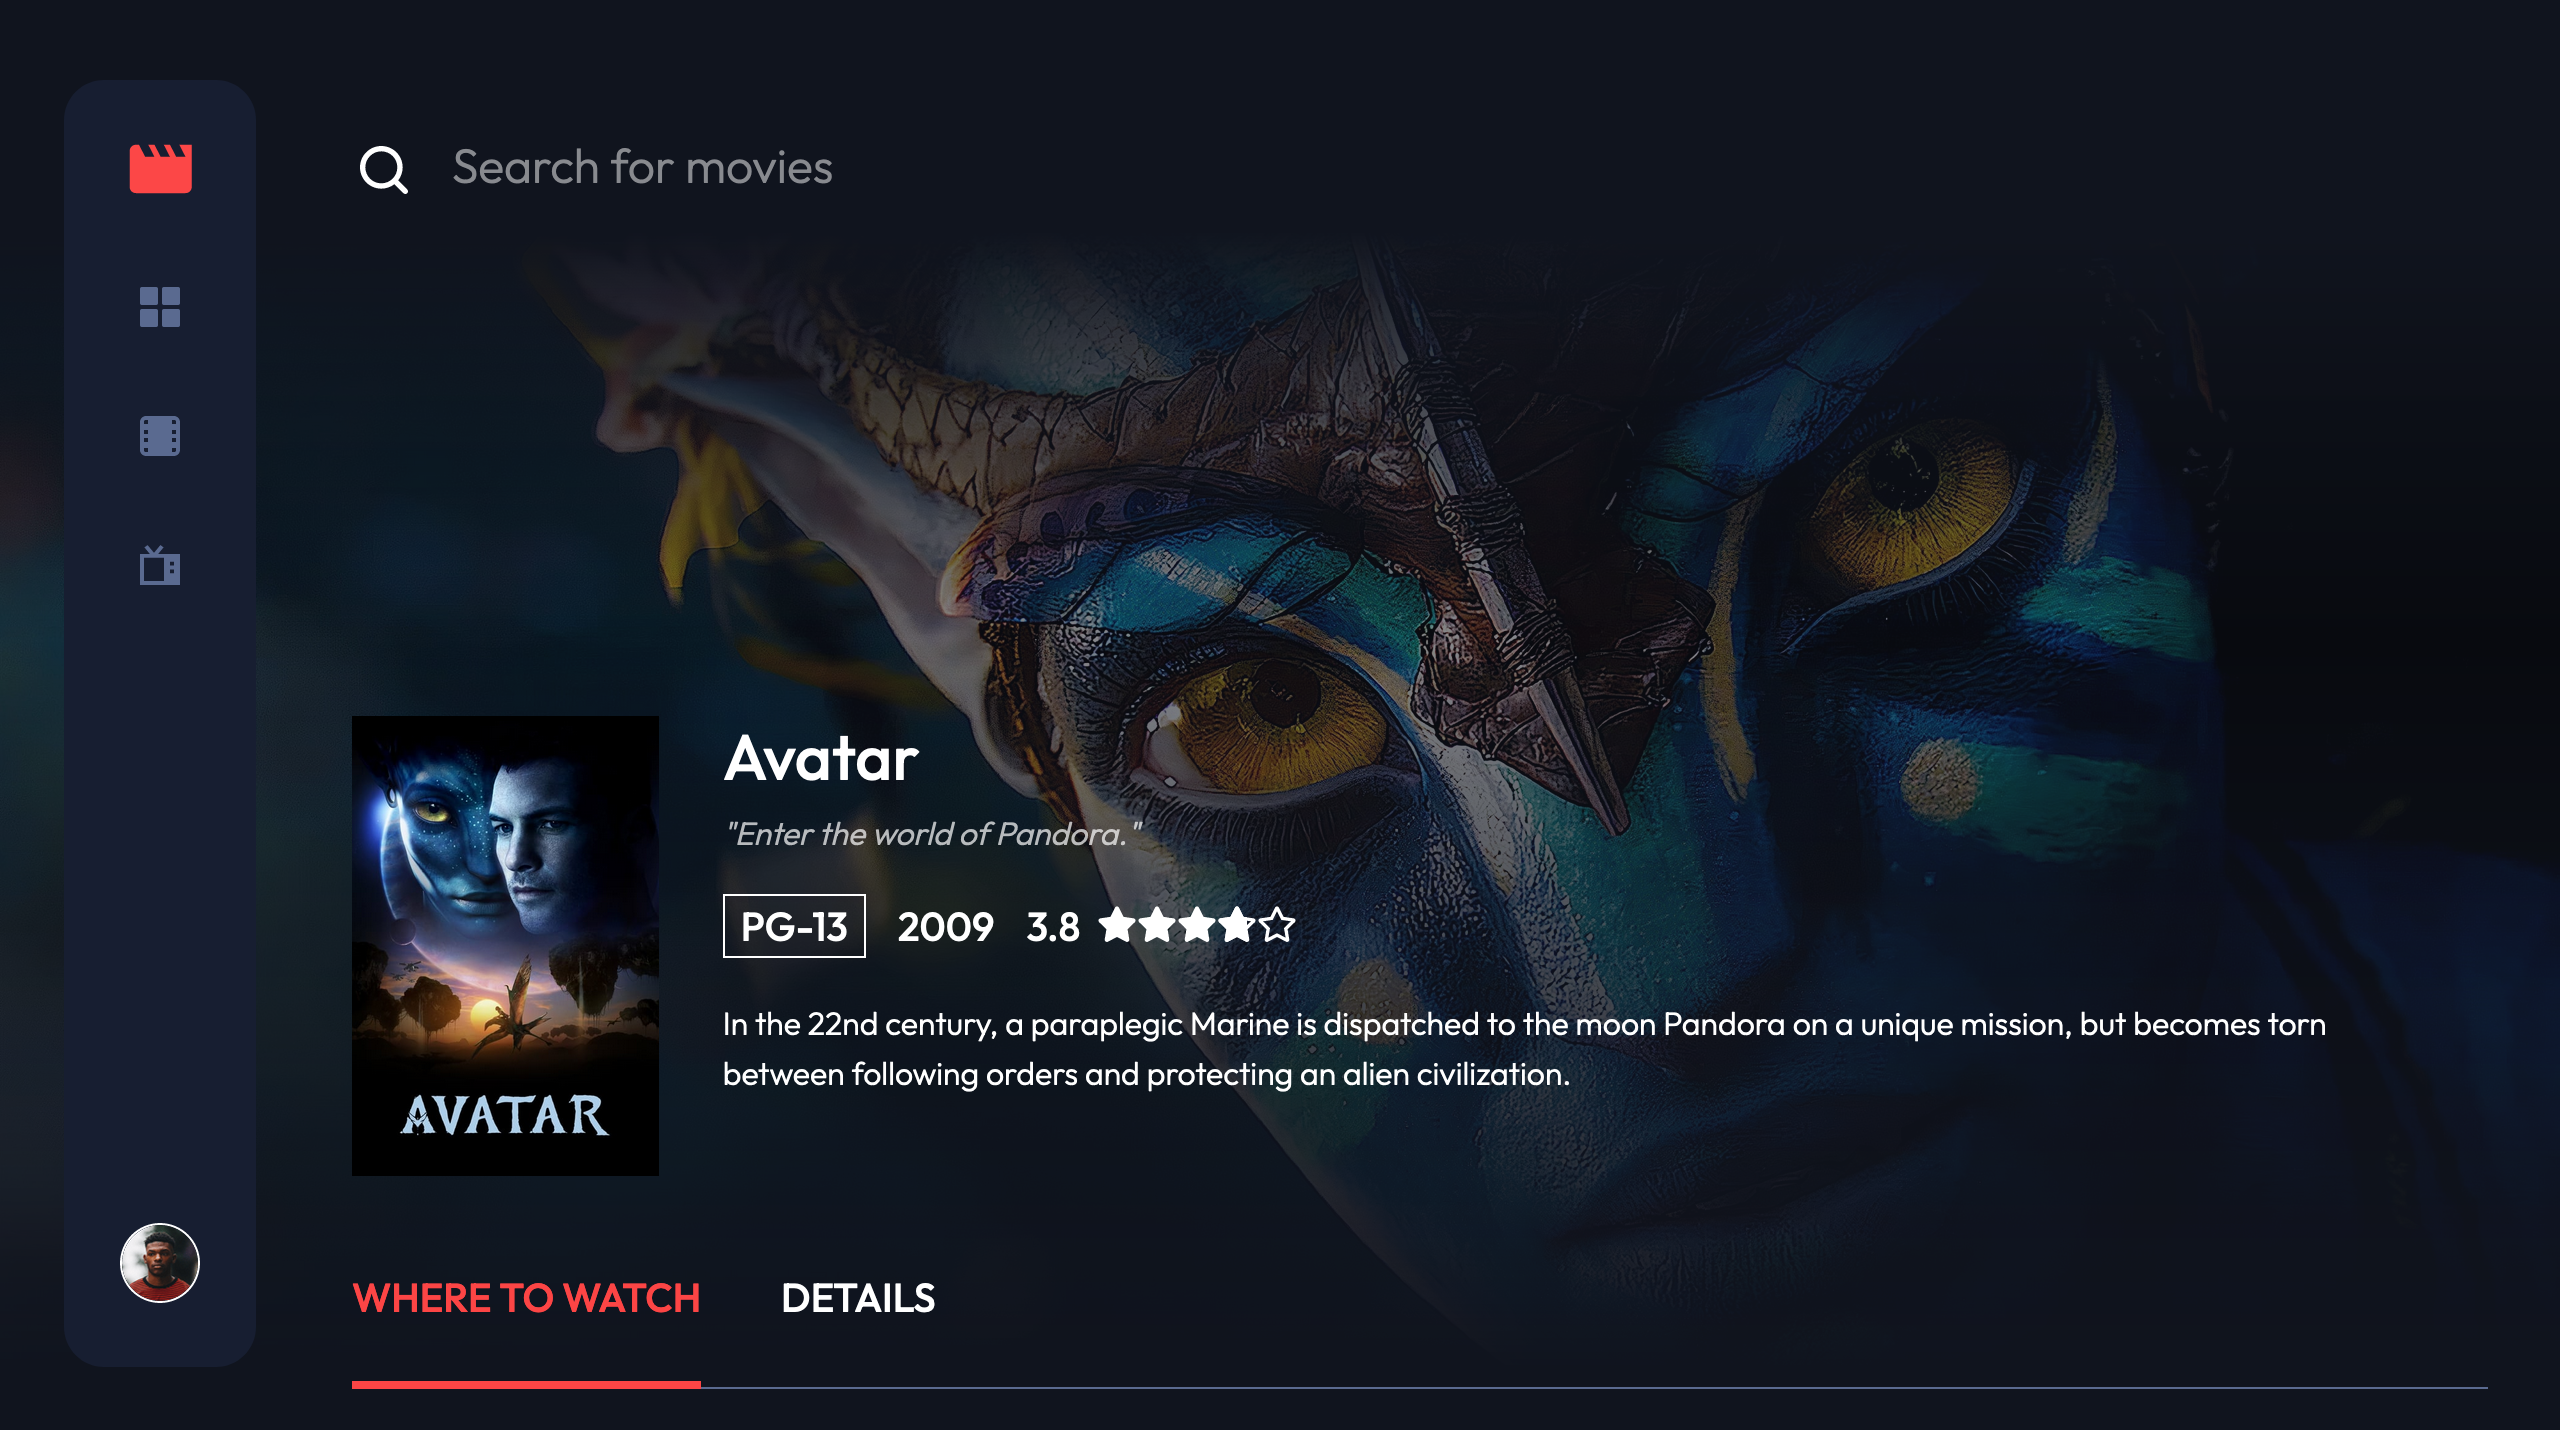 Search for movies
Avatar
"Enter the world of Pandora."
PG-13 2009 3.8
In the 22nd century, a paraplegic Marine is dispatched to the moon Pandora on a unique mission, but becomes torn
between following orders and protecting an alien civilization.
AVATAR
WHERE TO WATCH DETAILS